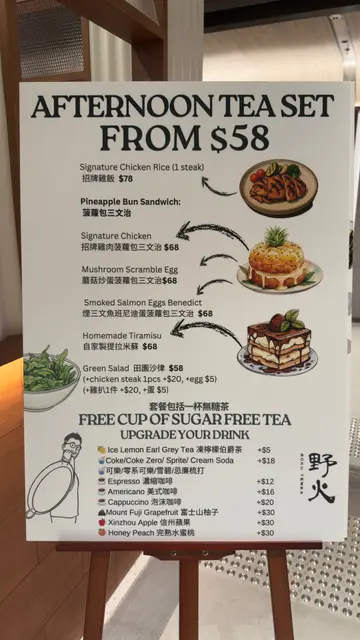 AFTERNOON TEA SET
FROM $58
Signature Chicken Rice (1 steak)
招牌雞飯 $78
Pineapple Bun Sandwich:
菠蘿包三文治
Signature Chicken
招牌雞肉菠蘿包三文治 $68
Mushroom Scramble Egg
蘑菇炒蛋菠蘿包三文治$68
Smoked Salmon Eggs Benedict
煙三文魚班尼迪蛋菠蘿包三文治 $68
Homemade Tiramisu
自家製提拉米蘇 $68
Green Salad 田園沙律 $58
(+chicken steak 1pcs +$20, +egg $5)
(+雞扒1件 +$20, +蛋 $5)
套餐包括一杯無糖茶
FREE CUP OF SUGAR FREE TEA
UPGRADE YOUR DRINK
Ice Lemon Earl Grey Tea 凍檸檬伯爵茶 +$5
Coke/Coke Zero/ Sprite/ Cream Soda +$18
可樂/零系可樂/雪碧/忌廉梳打
Espresso 濃縮咖啡 +$12
Americano 美式咖啡 +$16
Cappuccino 泡沫咖啡 +$20
Mount Fuji Grapefruit 富士山柚子 +$30
Xinzhou Apple 信州蘋果 +$30
Honey Peach 完熟水蜜桃 +$30
野火